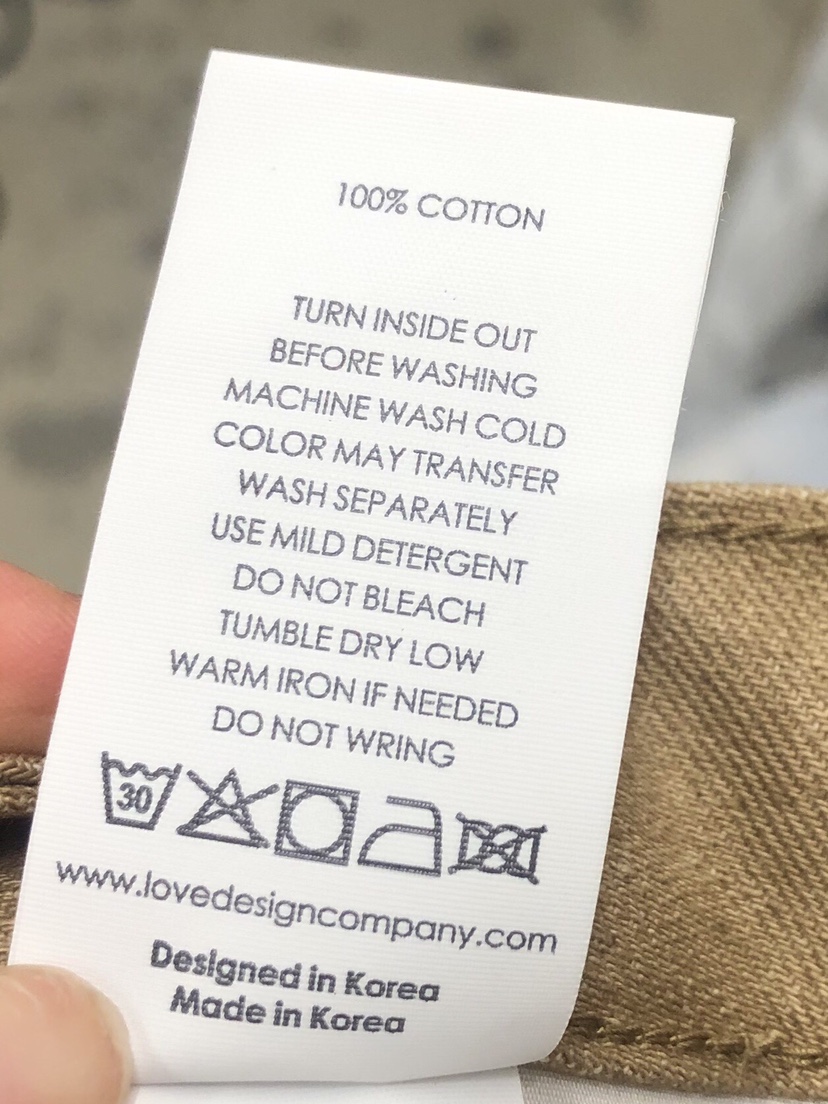 100% COTTON
TURN INSIDE OUT
BEFORE WASHING
MACHINE WASH COLD
COLOR MAY TRANSFER
WASH SEPARATELY
USE MILD DETERGENT
DO NOT BLEACH
TUMBLE DRY LOW
WARM IRON IF NEEDED
DO NOT WRING
30
www.lovedesigncompany.com
Designed in Korea
Made in Korea